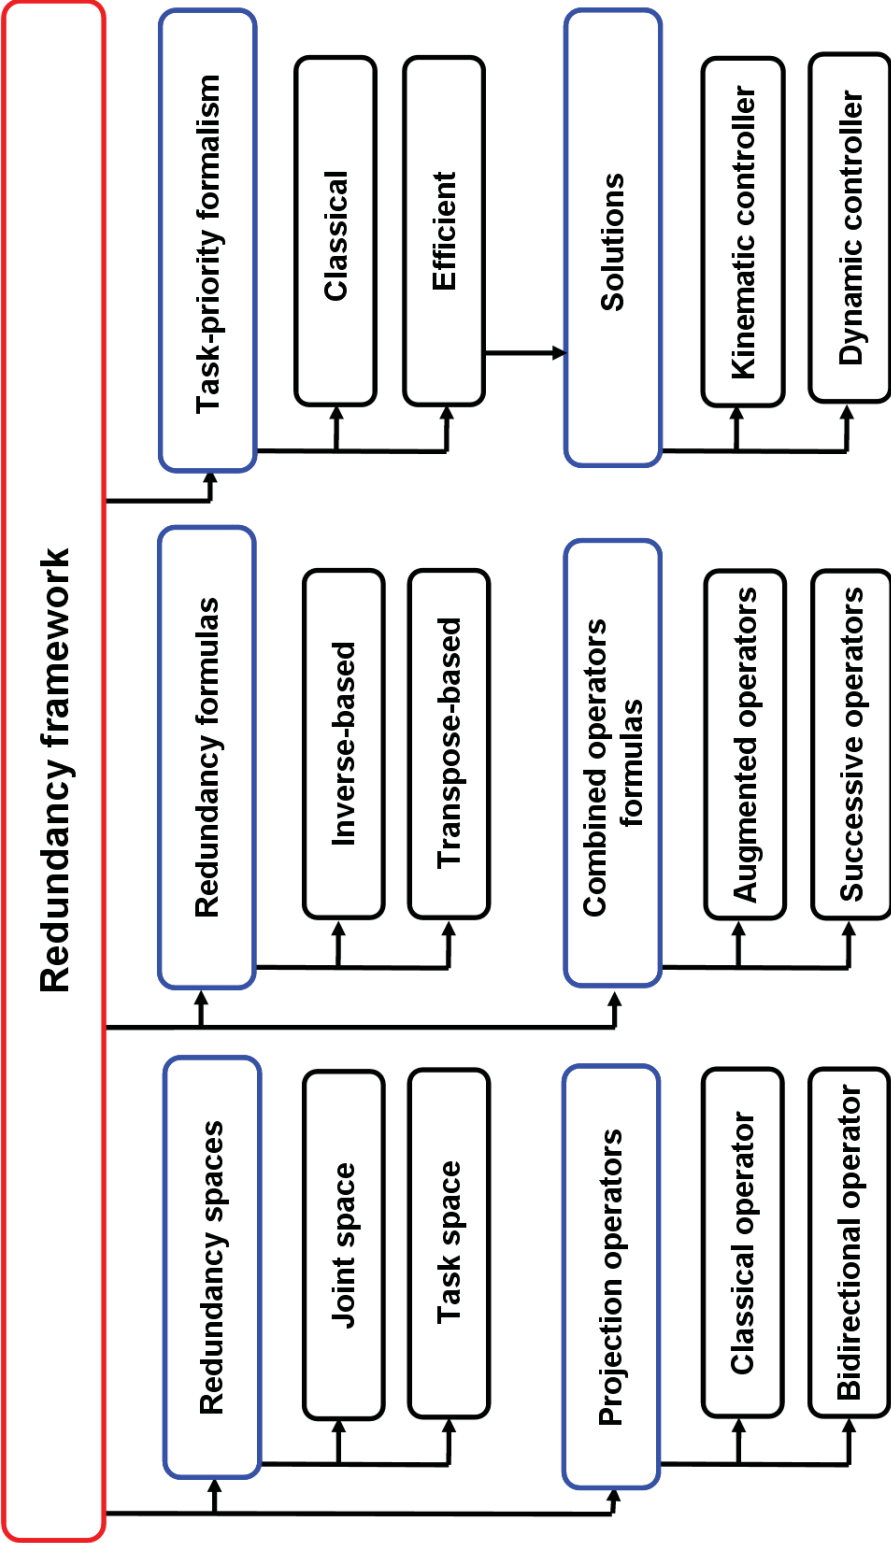 Redundancy framework
Redundancy spaces
Joint space
Task space
Projection operators
Classical operator
Bidirectional operator
Redundancy formulas
Inverse-based
Transpose-based
Combined operators
formulas
Augmented operators
Successive operators
Task-priority formalism
Classical
Efficient
Solutions
Kinematic controller
Dynamic controller